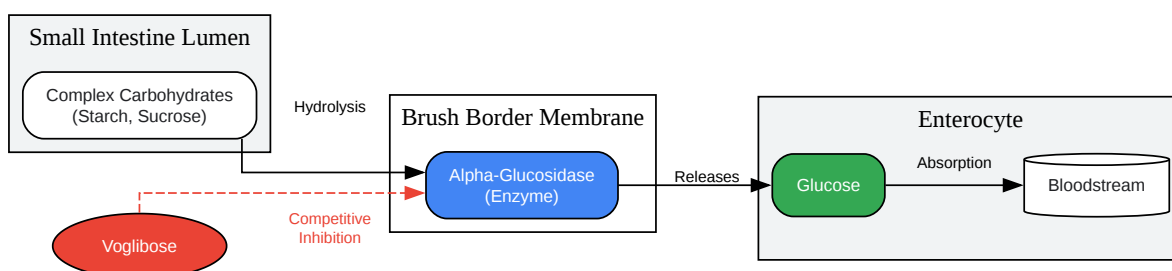 Small Intestine Lumen
Complex Carbohydrates
(Starch, Sucrose)
Hydrolysis
Brush Border Membrane
Alpha-Glucosidase
(Enzyme)
Releases
Enterocyte
Glucose
Absorption
Bloodstream
Competitive
Inhibition
Voglibose